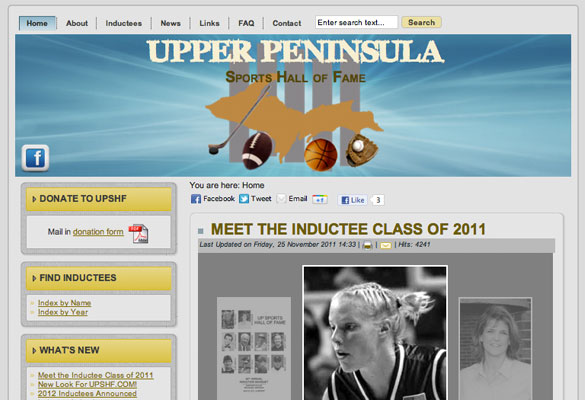 Home About Inductees News Links FAQ Contact Enter search text... Search
UPPER PENINSULA
SPORTS HALL OF FAME
f
DONATE TO UPSHF
Mail in donation form PDF
FIND INDUCTEES
Index by Name
Index by Year
WHAT'S NEW
Meet the Inductee Class of 2011
New Look For UPSHF.COM!
2012 Inductees Announced
You are here: Home
Facebook Tweet Email +f Like 3
MEET THE INDUCTEE CLASS OF 2011
Last Updated on Friday, 25 November 2011 14:33 | | | Hits: 4241
UP SPORTS
HALL OF FAME